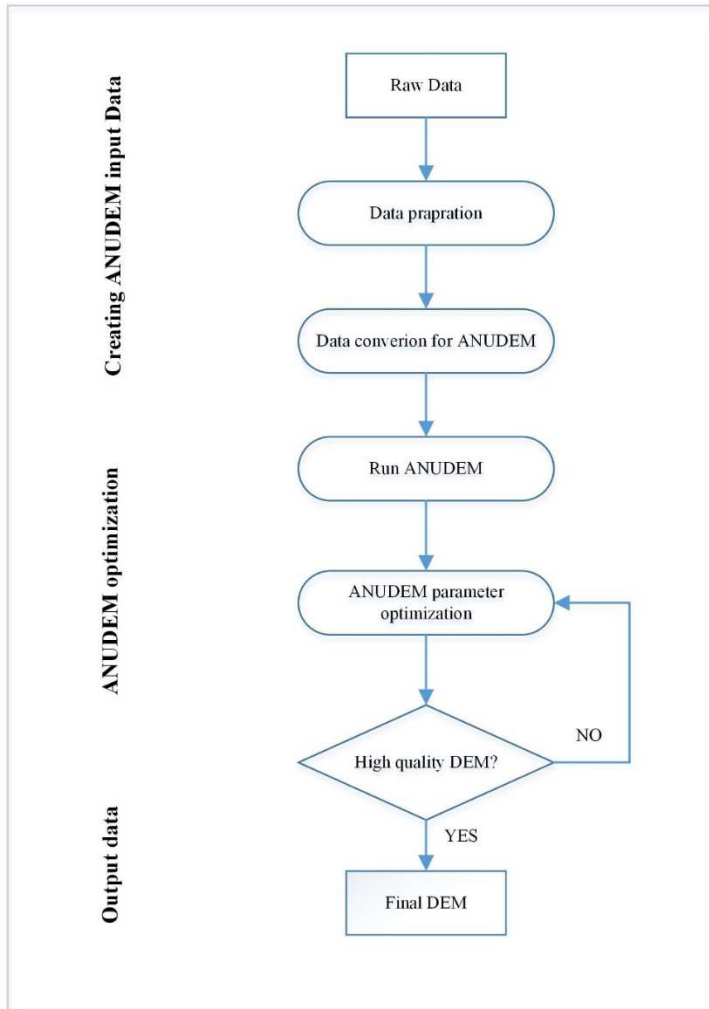 Creating ANUDEM input Data
Raw Data
Data prapration
Data converion for ANUDEM
ANUDEM optimization
Run ANUDEM
ANUDEM parameter
optimization
High quality DEM?
NO
YES
Output data
Final DEM